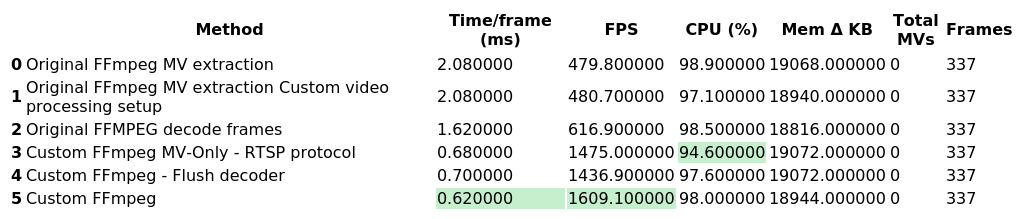 Method Time/frame (ms) FPS CPU (%) Mem Δ KB Total MVs Frames
0 Original FFmpeg MV extraction 2.080000 479.800000 98.900000 19068.000000 0 337
1 Original FFmpeg MV extraction Custom video processing setup 2.080000 480.700000 97.100000 18940.000000 0 337
2 Original FFMPEG decode frames 1.620000 616.900000 98.500000 18816.000000 0 337
3 Custom FFmpeg MV-Only - RTSP protocol 0.680000 1475.000000 94.600000 19072.000000 0 337
4 Custom FFmpeg - Flush decoder 0.700000 1436.900000 97.600000 19072.000000 0 337
5 Custom FFmpeg 0.620000 1609.100000 98.000000 18944.000000 0 337